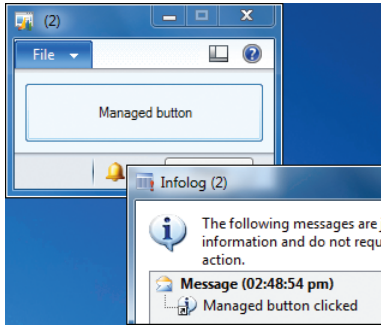 (2)
File
Managed button
Infolog (2)
The following messages are
information and do not requ
action.
Message (02:48:54 pm)
Managed button clicked